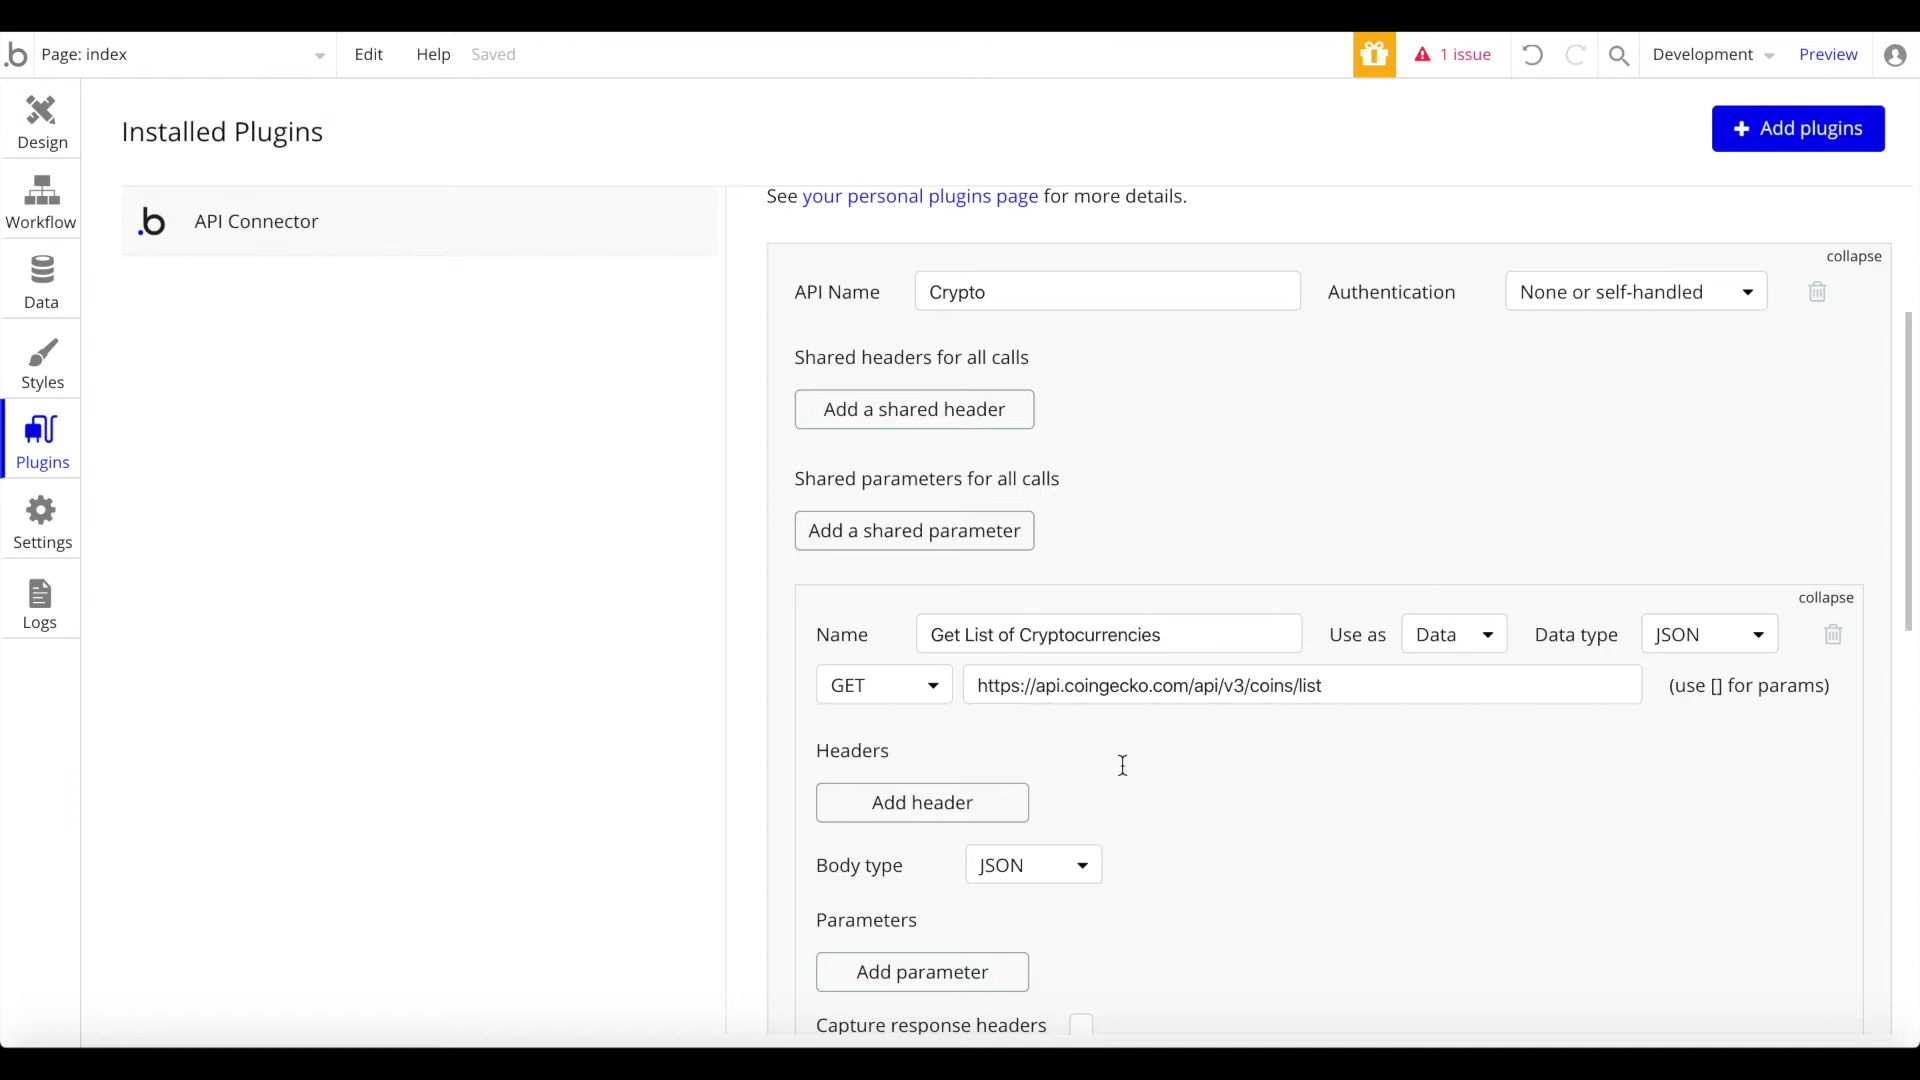 .b Page: index Edit Help Saved 1 issue Development Preview
Design
Workflow
Data
Styles
Plugins
Settings
Logs
Installed Plugins
+ Add plugins
.b API Connector
See your personal plugins page for more details.
collapse
API Name Crypto Authentication None or self-handled
Shared headers for all calls
Add a shared header
Shared parameters for all calls
Add a shared parameter
collapse
Name Get List of Cryptocurrencies Use as Data Data type JSON
GET https://api.coingecko.com/api/v3/coins/list (use [] for params)
Headers
Add header
Body type JSON
Parameters
Add parameter
Capture response headers